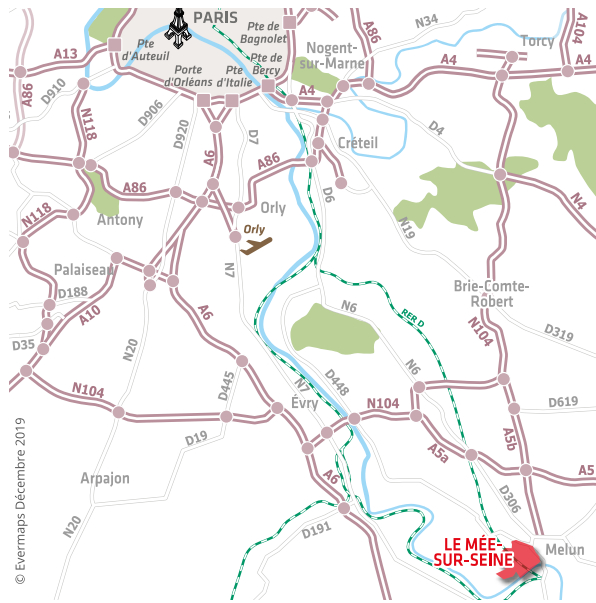 PARIS
Pte de
Bagnolet
N34
A104
A13
Pte
d'Auteuil
A86
Nogent-
sur-Marne
Torcy
Pte de
Bercy
A4
A4
D910
A86
Porte
d'Orléans
Pte
d'Italie
A4
D906
N118
D920
D7
Créteil
D4
A6
A86
A86
D6
N4
N118
Antony
Orly
N19
Orly
Palaiseau
N7
D188
Brie-Comte-
Robert
A10
A6
N6
RER D
D35
N20
N104
D319
N6
N104
D445
N7
D448
Évry
N104
D619
D19
A5b
A5a
Arpajon
A6
A5
D306
N20
D191
LE MÉE-
SUR-SEINE
Melun
© Evermaps Décembre 2019